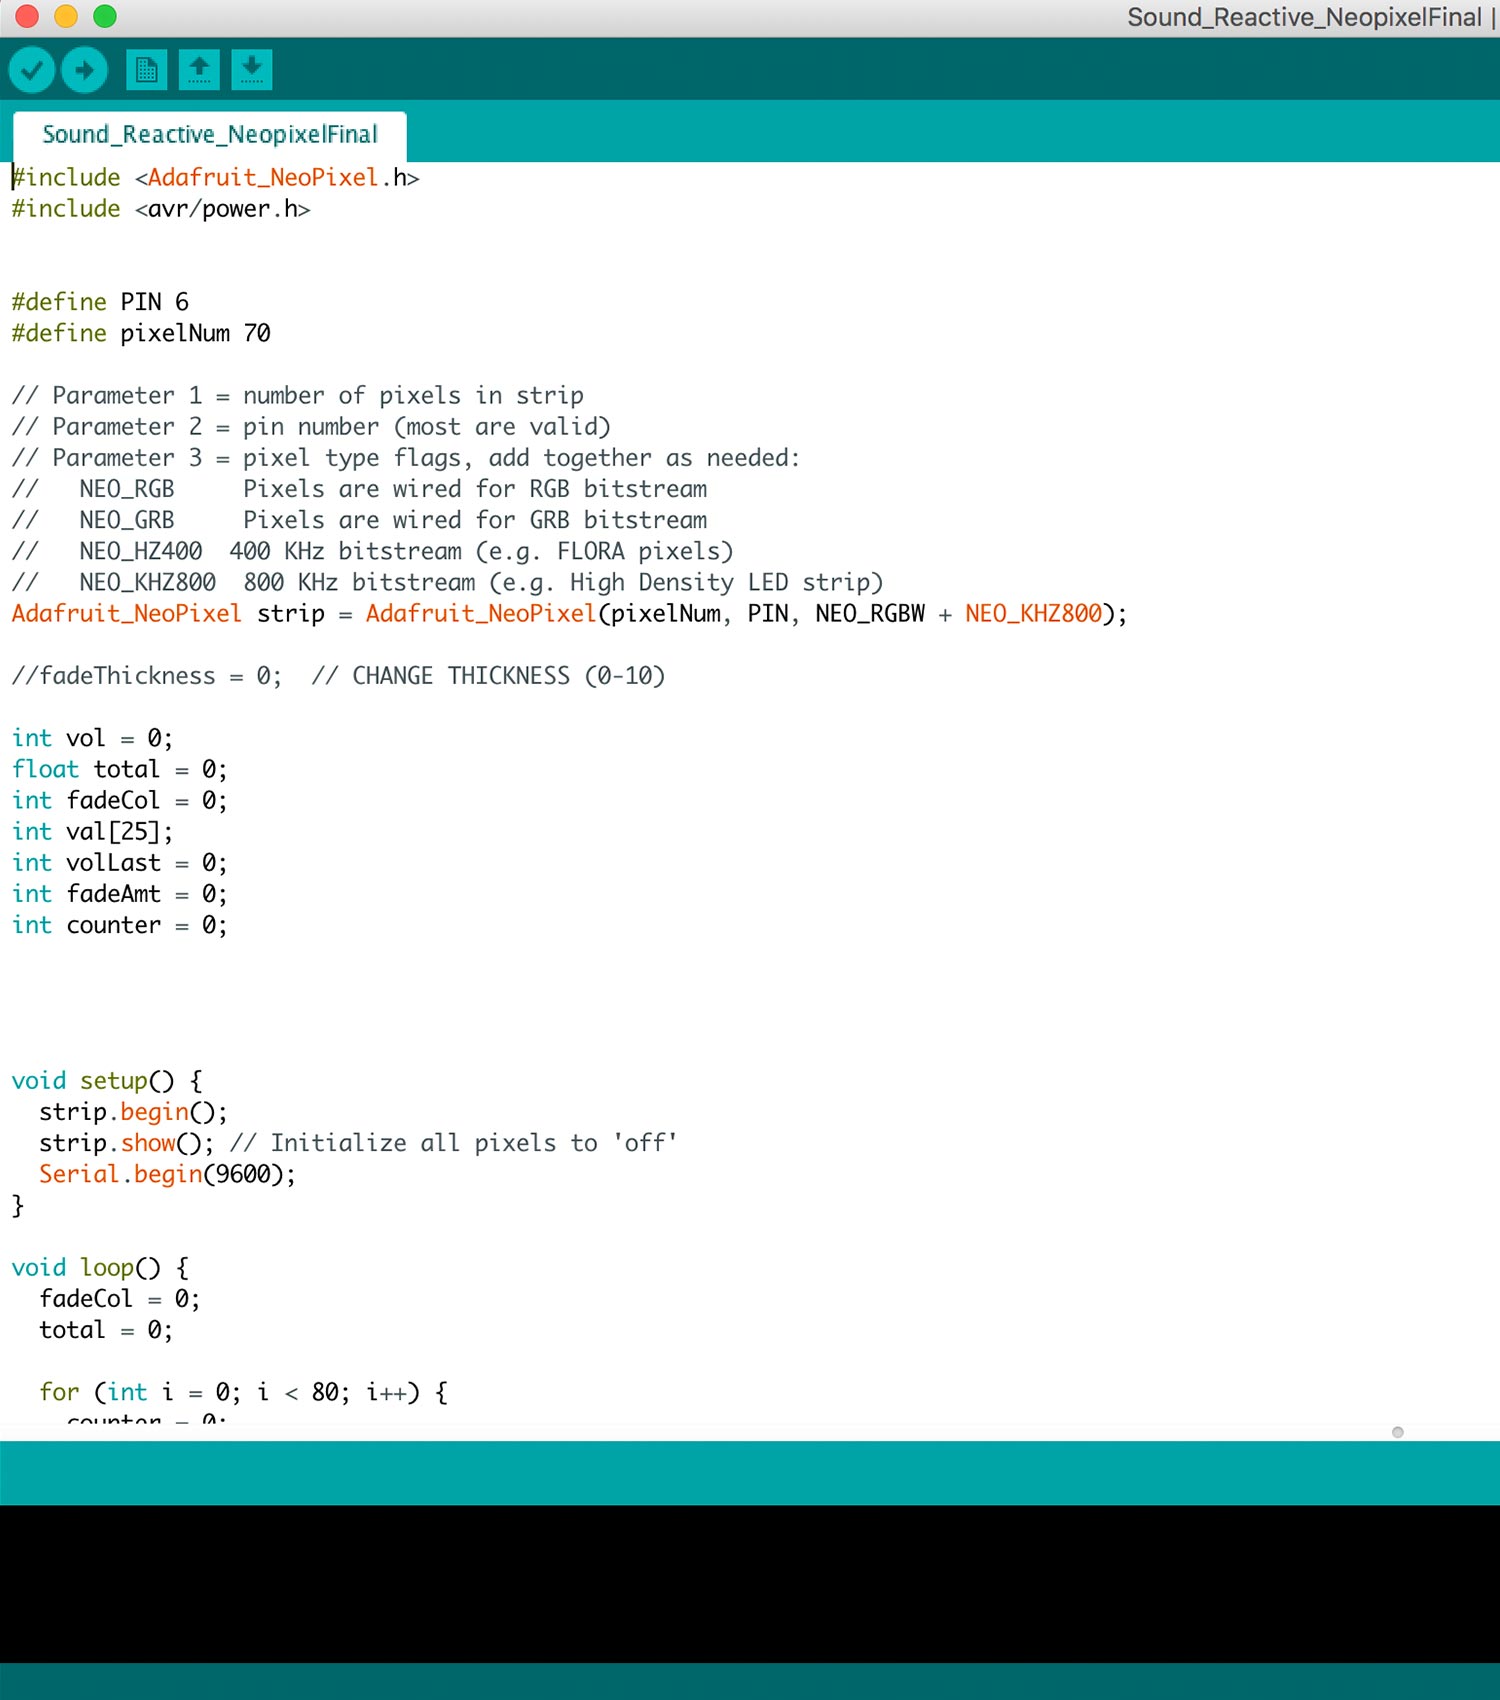 Sound_Reactive_NeopixelFinal |
Sound_Reactive_NeopixelFinal
#include <Adafruit_NeoPixel.h>
#include <avr/power.h>
#define PIN 6
#define pixelNum 70
// Parameter 1 = number of pixels in strip
// Parameter 2 = pin number (most are valid)
// Parameter 3 = pixel type flags, add together as needed:
//   NEO_RGB     Pixels are wired for RGB bitstream
//   NEO_GRB     Pixels are wired for GRB bitstream
//   NEO_HZ400  400 KHz bitstream (e.g. FLORA pixels)
//   NEO_KHZ800  800 KHz bitstream (e.g. High Density LED strip)
Adafruit_NeoPixel strip = Adafruit_NeoPixel(pixelNum, PIN, NEO_RGBW + NEO_KHZ800);
//fadeThickness = 0;  // CHANGE THICKNESS (0-10)
int vol = 0;
float total = 0;
int fadeCol = 0;
int val[25];
int volLast = 0;
int fadeAmt = 0;
int counter = 0;
void setup() {
  strip.begin();
  strip.show(); // Initialize all pixels to 'off'
  Serial.begin(9600);
}
void loop() {
  fadeCol = 0;
  total = 0;
  for (int i = 0; i < 80; i++) {
    counter = 0;